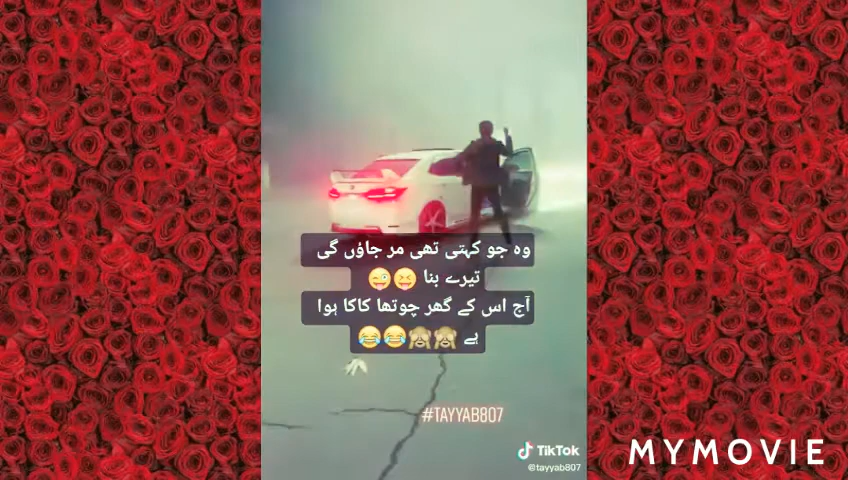 وہ جو کہتی تھی مر جاؤں گی
تیرے بنا 😝😜
آج اس کے گھر چوتھا کاکا ہوا
ہے 🙈🙈😂😂
#TAYYAB807
TikTok
@tayyab807
MYMOVIE